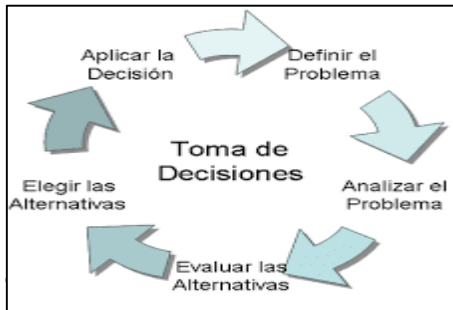 Aplicar la
Decisión
Definir el
Problema
Toma de
Decisiones
Analizar el
Problema
Elegir las
Alternativas
Evaluar las
Alternativas